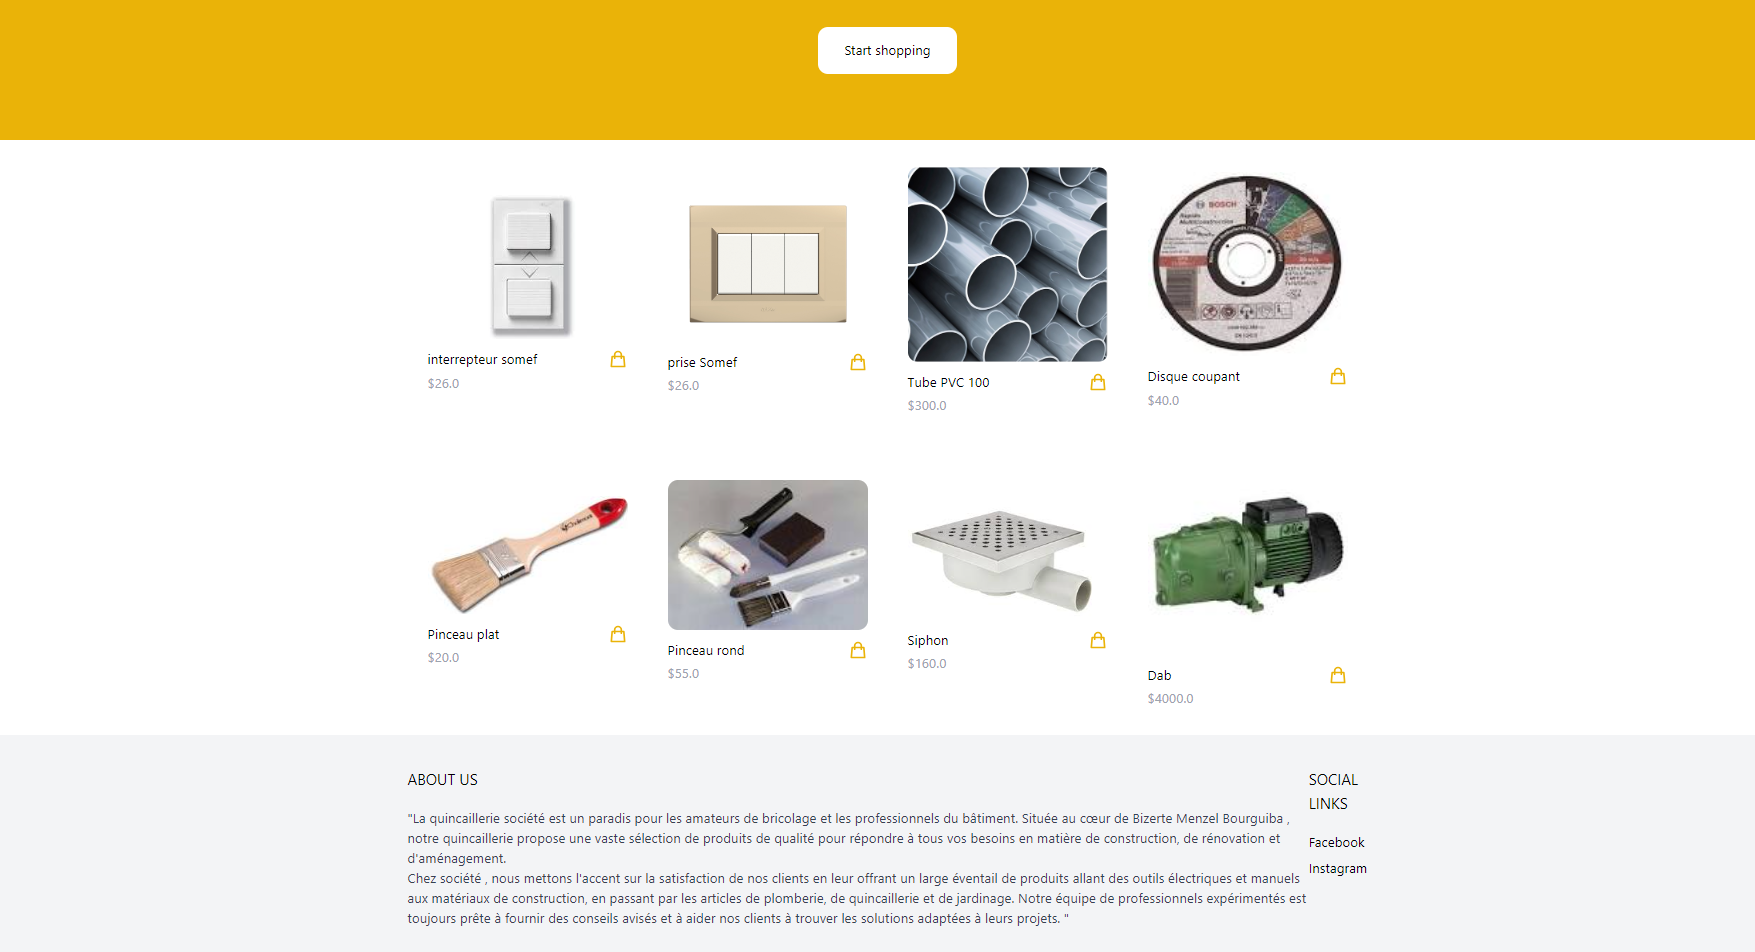 Start shopping
BOSCH
interrepteur somef
$26.0
prise Somef
$26.0
Tube PVC 100
$300.0
Disque coupant
$40.0
Pinceau plat
$20.0
Pinceau rond
$55.0
Siphon
$160.0
Dab
$4000.0
ABOUT US
"La quincaillerie société est un paradis pour les amateurs de bricolage et les professionnels du bâtiment. Située au cœur de Bizerte Menzel Bourguiba ,
notre quincaillerie propose une vaste sélection de produits de qualité pour répondre à tous vos besoins en matière de construction, de rénovation et
d'aménagement.
Chez société , nous mettons l'accent sur la satisfaction de nos clients en leur offrant un large éventail de produits allant des outils électriques et manuels
aux matériaux de construction, en passant par les articles de plomberie, de quincaillerie et de jardinage. Notre équipe de professionnels expérimentés est
toujours prête à fournir des conseils avisés et à aider nos clients à trouver les solutions adaptées à leurs projets. "
SOCIAL
LINKS
Facebook
Instagram